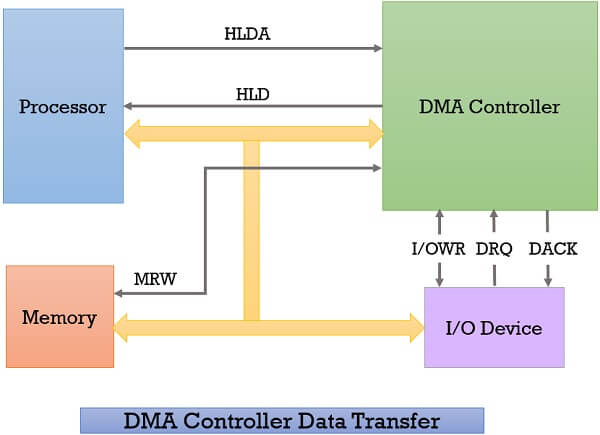 HLDA
Processor
HLD
DMA Controller
I/OWR
DRQ
DACK
MRW
Memory
I/O Device
DMA Controller Data Transfer